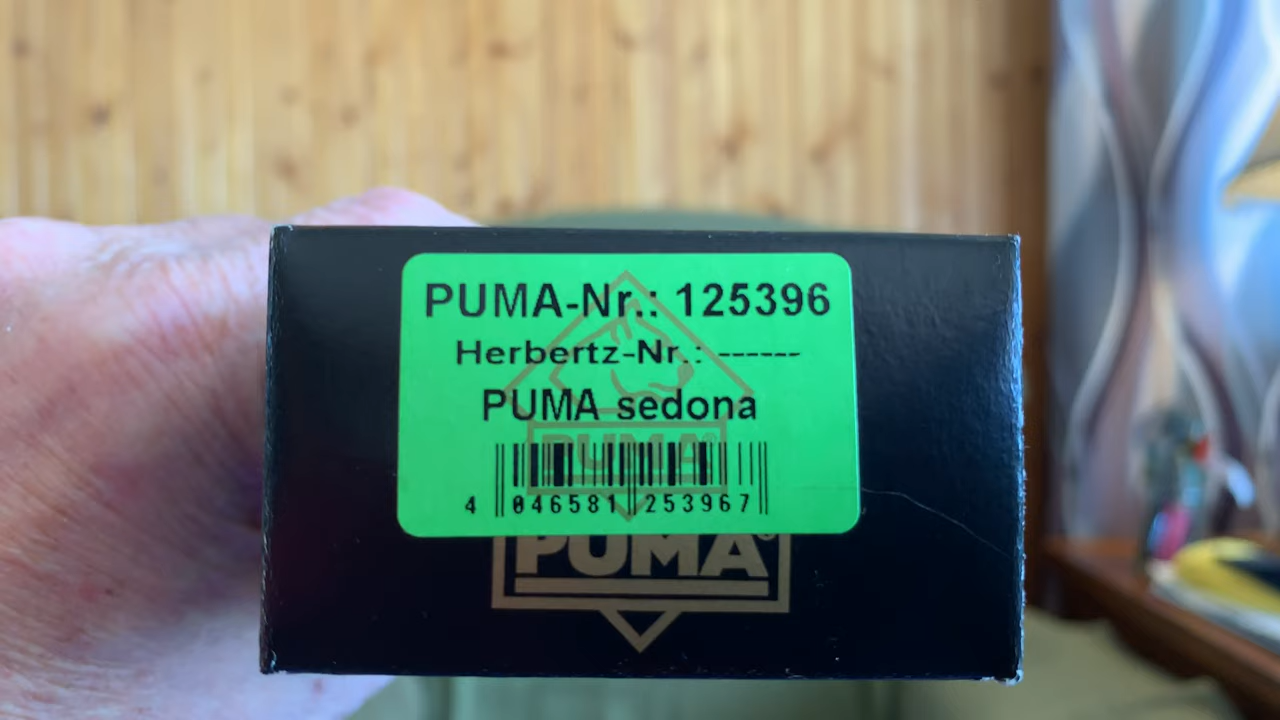 PUMA-Nr.: 125396
Herbertz-Nr.: ------
PUMA sedona
4 046581 253967
PUMA®